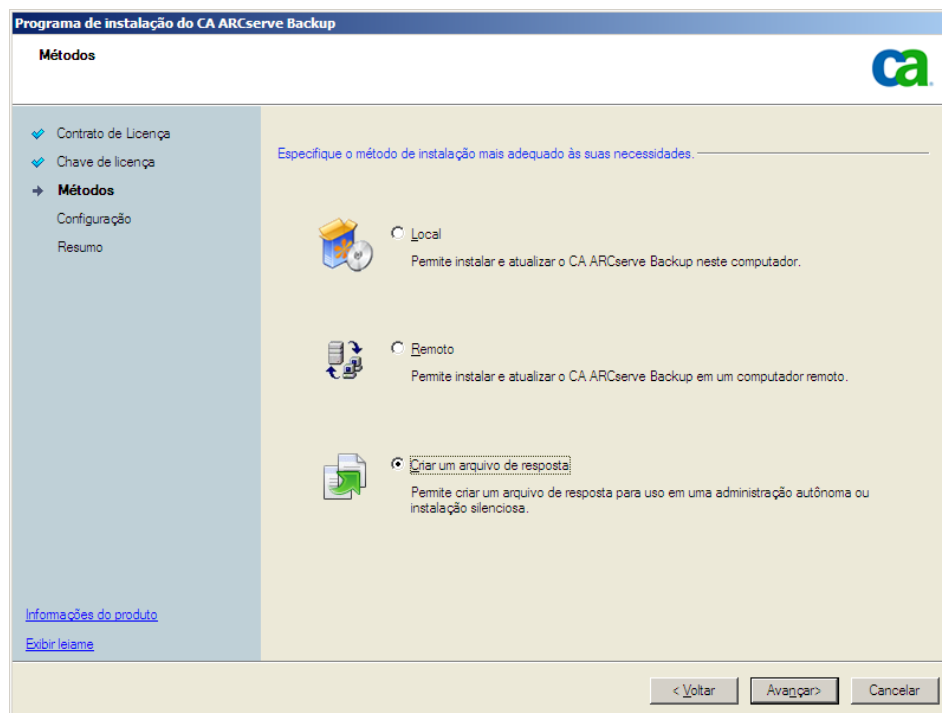 Programa de instalação do CA ARCserve Backup
Métodos
ca
Contrato de Licença
Chave de licença
Métodos
Configuração
Resumo
Especifique o método de instalação mais adequado às suas necessidades.
Local
Permite instalar e atualizar o CA ARCserve Backup neste computador.
Remoto
Permite instalar e atualizar o CA ARCserve Backup em um computador remoto.
Criar um arquivo de resposta
Permite criar um arquivo de resposta para uso em uma administração autônoma ou
instalação silenciosa.
Informações do produto
Exibir leiame
< Voltar
Avançar>
Cancelar